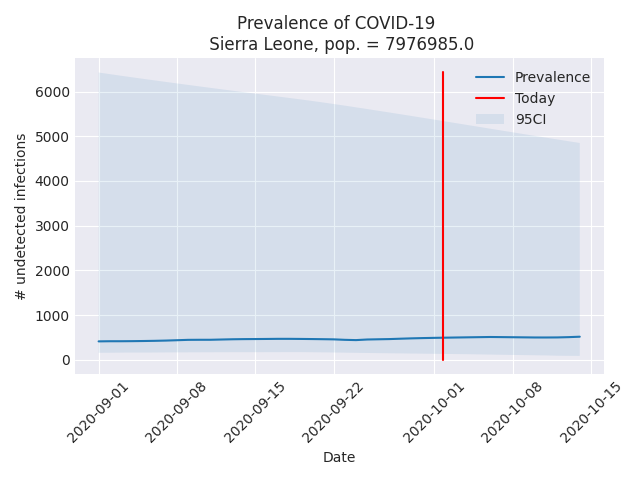 Prevalence of COVID-19
Sierra Leone, pop. = 7976985.0
Prevalence
Today
95CI
6000
5000
4000
3000
2000
1000
0
# undetected infections
2020-09-01
2020-09-08
2020-09-15
2020-09-22
2020-10-01
2020-10-08
2020-10-15
Date